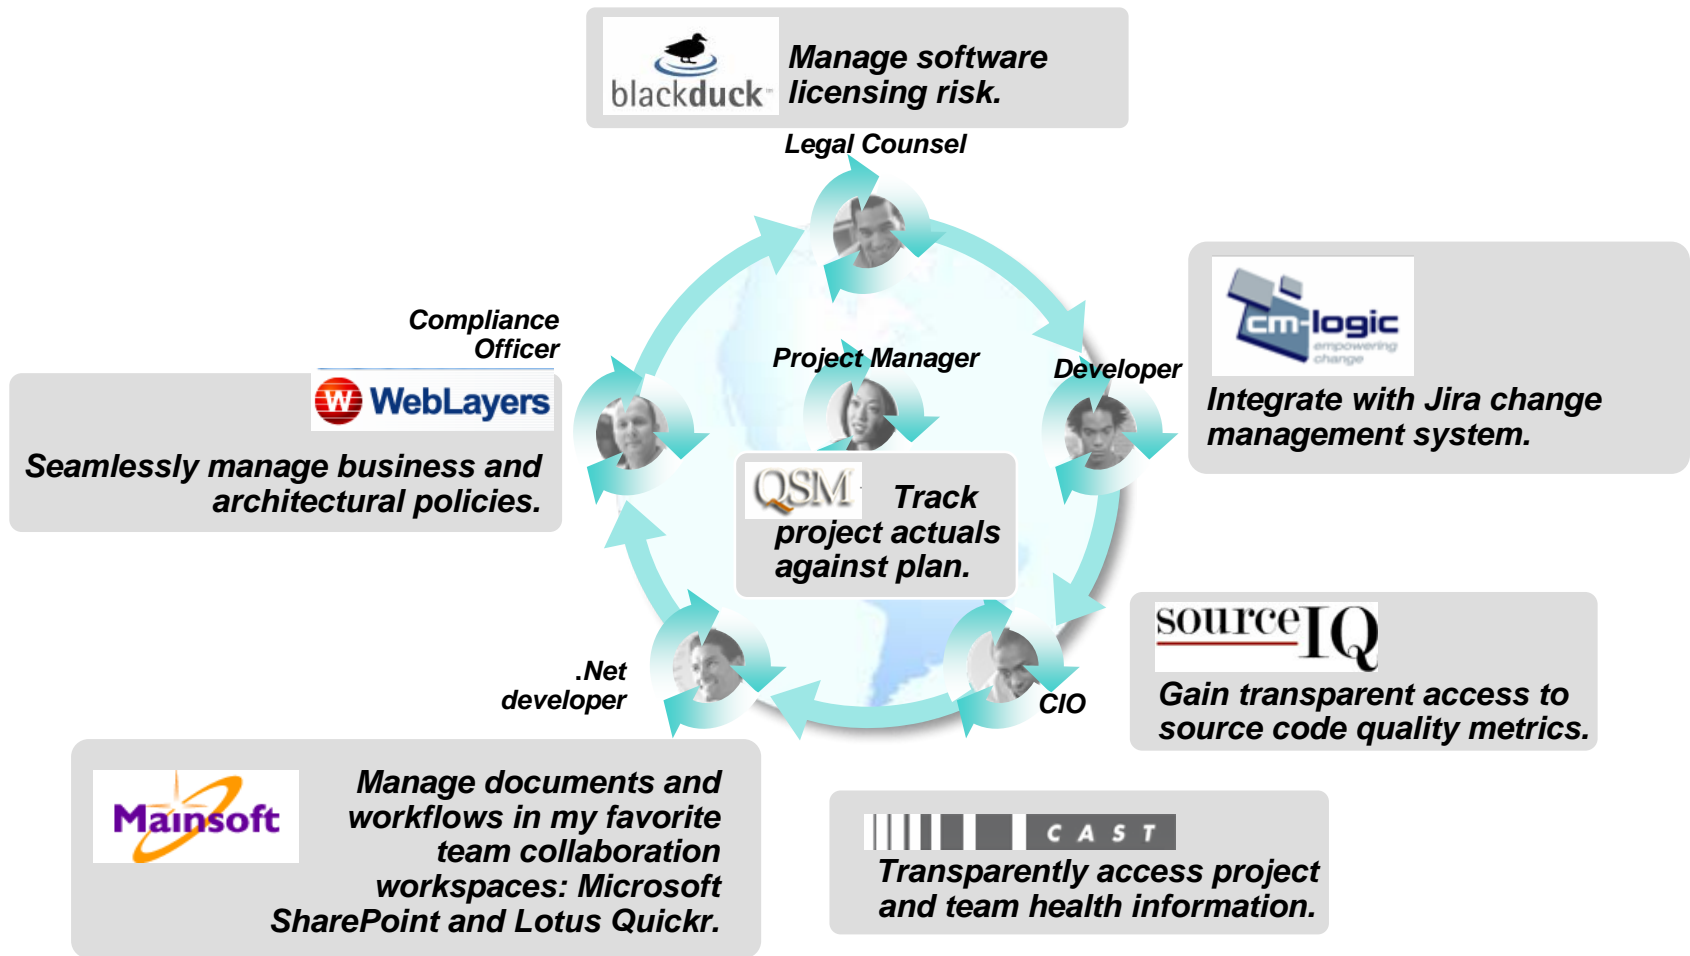 blackduck™
Manage software
licensing risk.
Legal Counsel
Compliance
Officer
W WebLayers
Seamlessly manage business and
architectural policies.
Project Manager
QSM
Track
project actuals
against plan.
Developer
cm-logic
empowering
change
Integrate with Jira change
management system.
sourceIQ
Gain transparent access to
source code quality metrics.
CIO
.Net
developer
Mainsoft
Manage documents and
workflows in my favorite
team collaboration
workspaces: Microsoft
SharePoint and Lotus Quickr.
CAST
Transparently access project
and team health information.